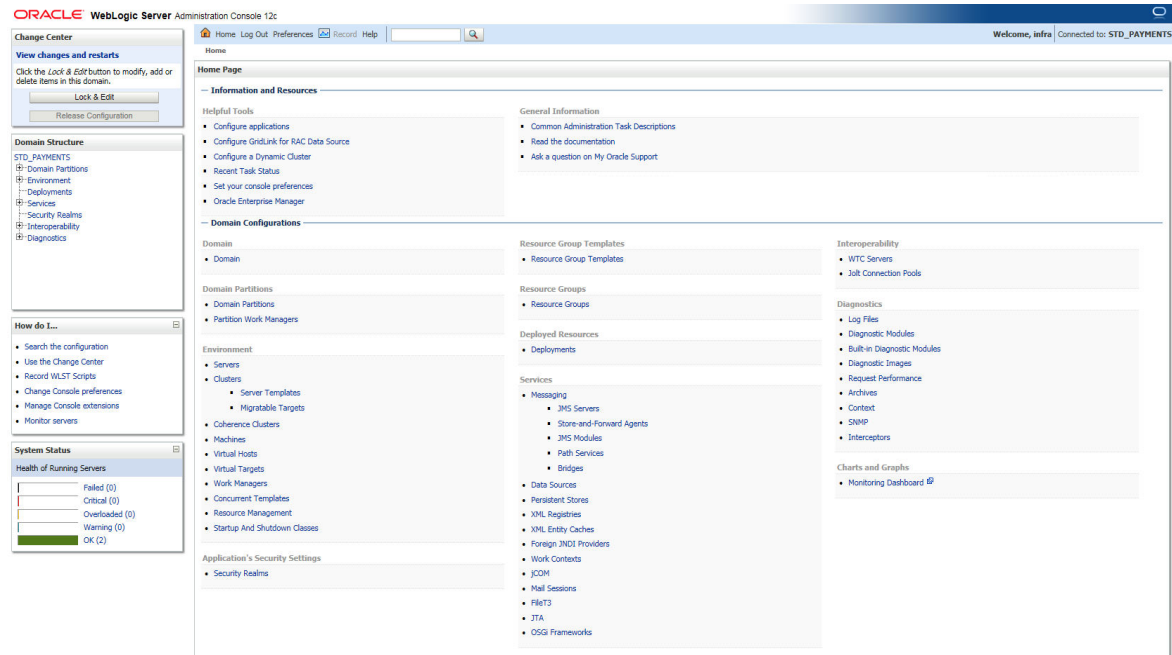 ORACLE WebLogic Server Administration Console 12c
Change Center
View changes and restarts
Click the Lock & Edit button to modify, add or
delete items in this domain.
Lock & Edit
Release Configuration
Domain Structure
STD_PAYMENTS
Domain Partitions
Environment
Deployments
Services
Security Realms
Interoperability
Diagnostics
How do I...
Search the configuration
Use the Change Center
Record WLST Scripts
Change Console preferences
Manage Console extensions
Monitor servers
System Status
Health of Running Servers
Failed (0)
Critical (0)
Overloaded (0)
Warning (0)
OK (2)
Home Log Out Preferences Record Help
Welcome, infra Connected to: STD_PAYMENTS
Home
Home Page
Information and Resources
Helpful Tools
Configure applications
Configure GridLink for RAC Data Source
Configure a Dynamic Cluster
Recent Task Status
Set your console preferences
Oracle Enterprise Manager
General Information
Common Administration Task Descriptions
Read the documentation
Ask a question on My Oracle Support
Domain Configurations
Domain
Domain
Domain Partitions
Domain Partitions
Partition Work Managers
Environment
Servers
Clusters
Server Templates
Migratable Targets
Coherence Clusters
Machines
Virtual Hosts
Virtual Targets
Work Managers
Concurrent Templates
Resource Management
Startup And Shutdown Classes
Application's Security Settings
Security Realms
Resource Group Templates
Resource Group Templates
Resource Groups
Resource Groups
Deployed Resources
Deployments
Services
Messaging
JMS Servers
Store-and-Forward Agents
JMS Modules
Path Services
Bridges
Data Sources
Persistent Stores
XML Registries
XML Entity Caches
Foreign JNDI Providers
Work Contexts
jCOM
Mail Sessions
FileT3
JTA
OSGi Frameworks
Interoperability
WTC Servers
Jolt Connection Pools
Diagnostics
Log Files
Diagnostic Modules
Built-in Diagnostic Modules
Diagnostic Images
Request Performance
Archives
Context
SNMP
Interceptors
Charts and Graphs
Monitoring Dashboard